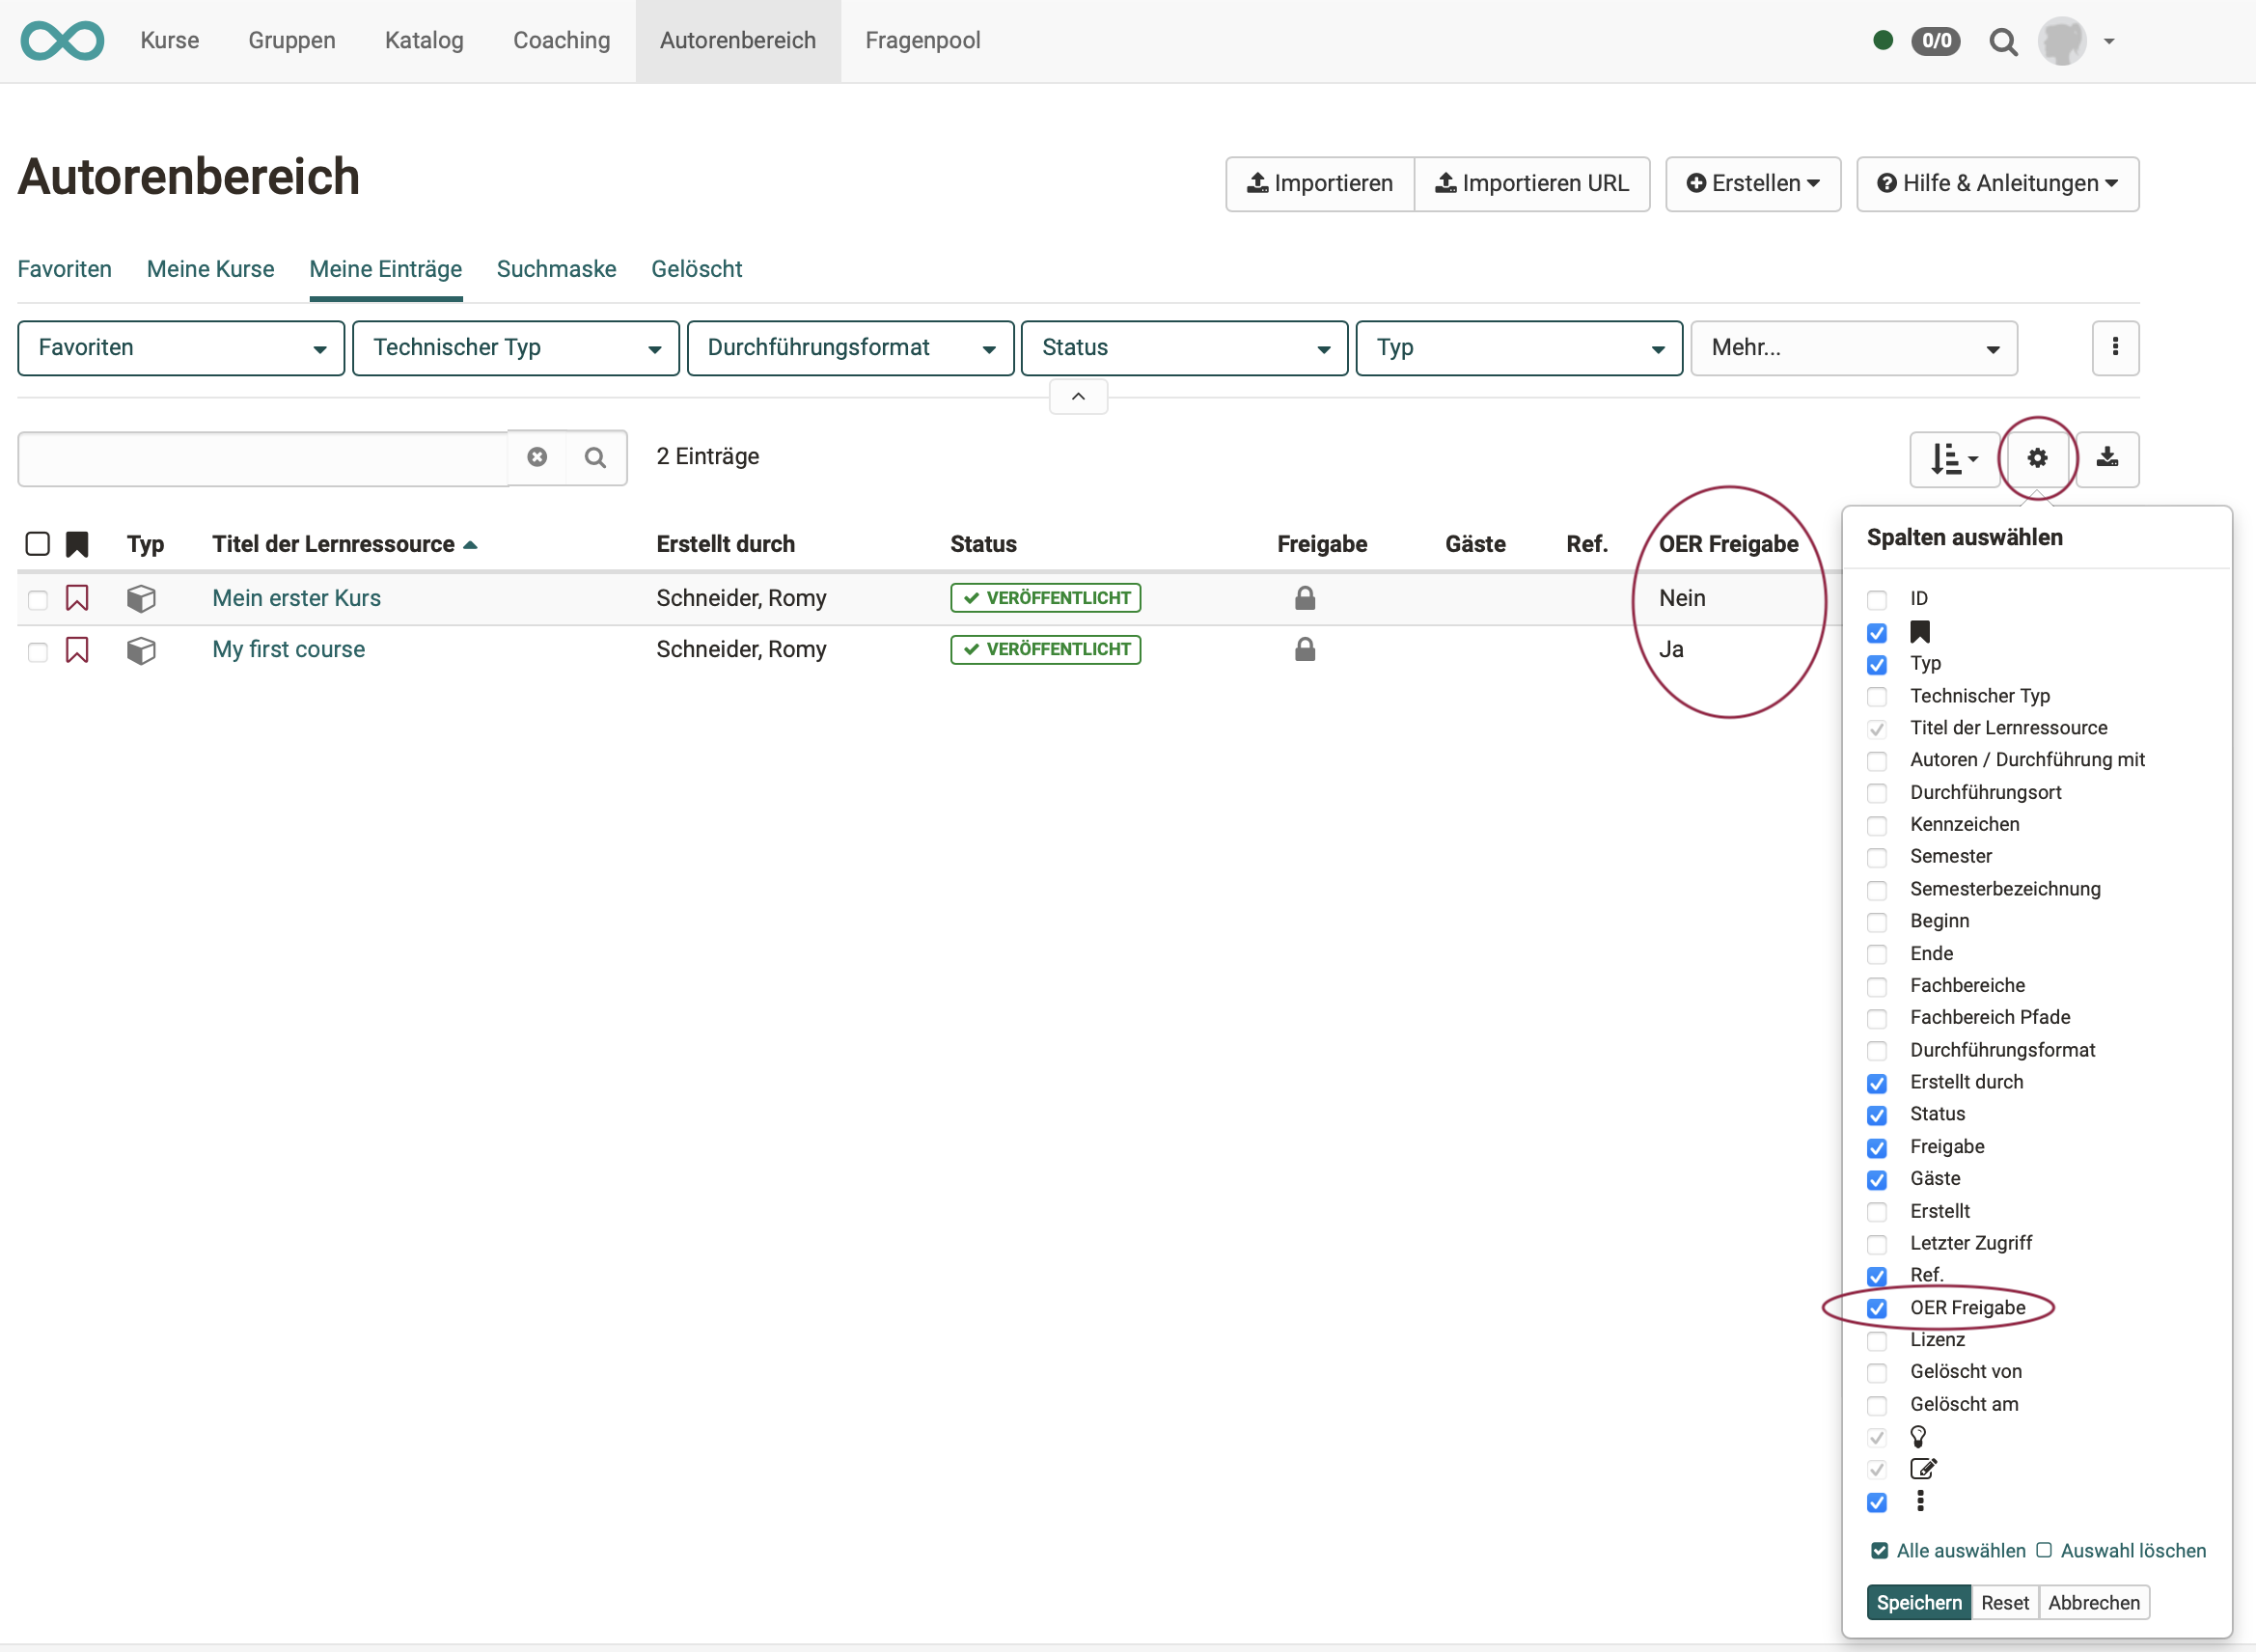 Kurse Gruppen Katalog Coaching Autorenbereich Fragenpool 0/0
Autorenbereich
Importieren Importieren URL Erstellen Hilfe & Anleitungen
Favoriten Meine Kurse Meine Einträge Suchmaske Gelöscht
Favoriten Technischer Typ Durchführungsformat Status Typ Mehr...
2 Einträge
Typ Titel der Lernressource Erstellt durch Status Freigabe Gäste Ref. OER Freigabe
Mein erster Kurs Schneider, Romy VERÖFFENTLICHT Nein
My first course Schneider, Romy VERÖFFENTLICHT Ja
Spalten auswählen
ID
Typ
Technischer Typ
Titel der Lernressource
Autoren / Durchführung mit
Durchführungsort
Kennzeichen
Semester
Semesterbezeichnung
Beginn
Ende
Fachbereiche
Fachbereich Pfade
Durchführungsformat
Erstellt durch
Status
Freigabe
Gäste
Erstellt
Letzter Zugriff
Ref.
OER Freigabe
Lizenz
Gelöscht von
Gelöscht am
Alle auswählen Auswahl löschen
Speichern Reset Abbrechen